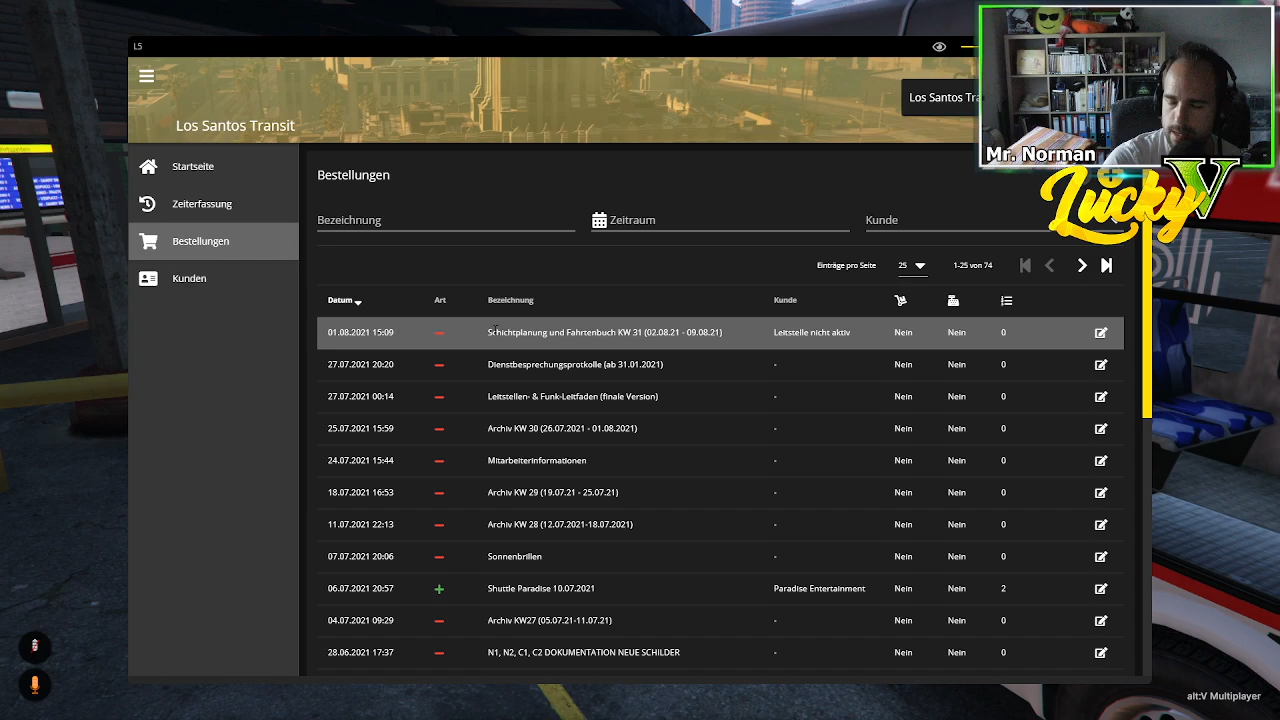 L5
Los Santos Transit
Los Santos Tra
Mr. Norman
LuckyV
Startseite
Zeiterfassung
Bestellungen
Kunden
Bestellungen
Bezeichnung Zeitraum Kunde
Einträge pro Seite 25 1-25 von 74
Datum Art Bezeichnung Kunde
01.08.2021 15:09 Schichtplanung und Fahrtenbuch KW 31 (02.08.21 - 09.08.21) Leitstelle nicht aktiv Nein Nein 0
27.07.2021 20:20 Dienstbesprechungsprotkolle (ab 31.01.2021) - Nein Nein 0
27.07.2021 00:14 Leitstellen- & Funk-Leitfaden (finale Version) - Nein Nein 0
25.07.2021 15:59 Archiv KW 30 (26.07.2021 - 01.08.2021) - Nein Nein 0
24.07.2021 15:44 Mitarbeiterinformationen - Nein Nein 0
18.07.2021 16:53 Archiv KW 29 (19.07.21 - 25.07.21) - Nein Nein 0
11.07.2021 22:13 Archiv KW 28 (12.07.2021-18.07.2021) - Nein Nein 0
07.07.2021 20:06 Sonnenbrillen - Nein Nein 0
06.07.2021 20:57 Shuttle Paradise 10.07.2021 Paradise Entertainment Nein Nein 2
04.07.2021 09:29 Archiv KW27 (05.07.21-11.07.21) - Nein Nein 0
28.06.2021 17:37 N1, N2, C1, C2 DOKUMENTATION NEUE SCHILDER - Nein Nein 0
alt:V Multiplayer